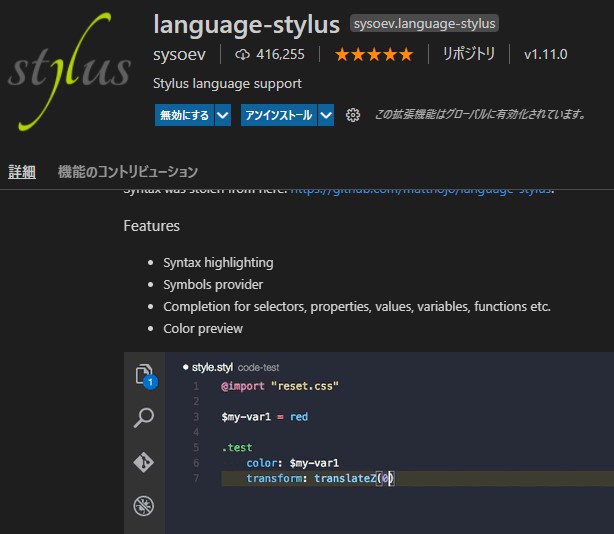 stylus
language-stylus sysoev.language-stylus
sysoev 416,255 リポジトリ v1.11.0
Stylus language support
無効にする アンインストール この拡張機能はグローバルに有効化されています。
詳細 機能のコントリビューション
Syntax was stolen from here: https://github.com/mattnojo/language-stylus.
Features
• Syntax highlighting
• Symbols provider
• Completion for selectors, properties, values, variables, functions etc.
• Color preview
● style.styl code-test
1 @import "reset.css"
2
3 $my-var1 = red
4
5 .test
6 color: $my-var1
7 transform: translateZ(0)
1